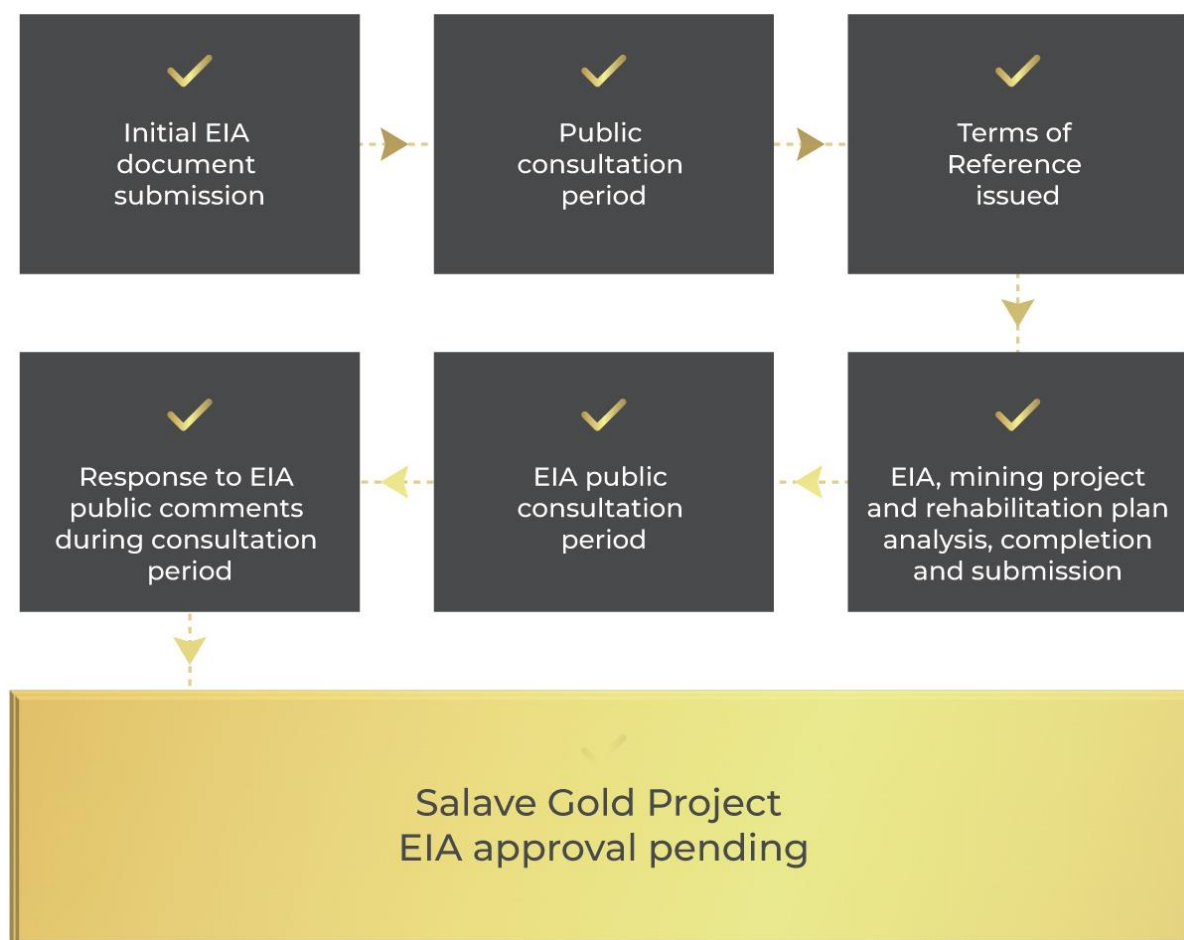 Initial EIA
document
submission
Public
consultation
period
Terms of
Reference
issued
Response to EIA
public comments
during consultation
period
EIA public
consultation
period
EIA, mining project
and rehabilitation plan
analysis, completion
and submission
Salave Gold Project
EIA approval pending